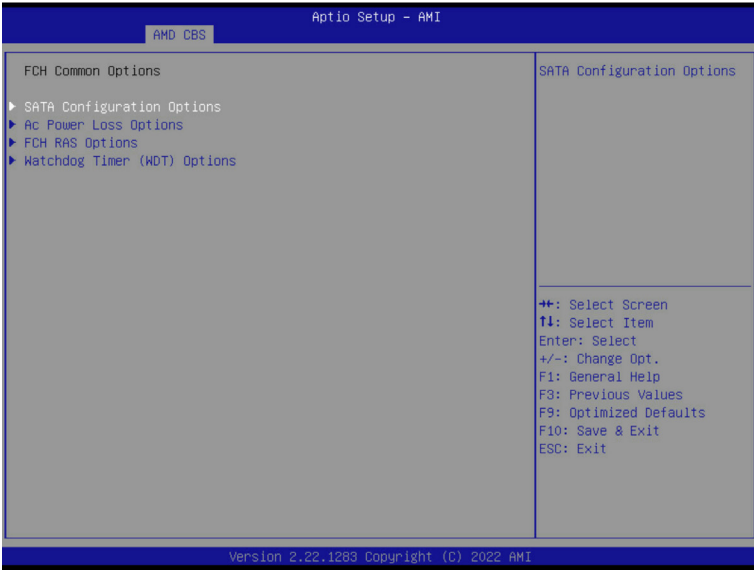 Aptio Setup – AMI
AMD CBS
FCH Common Options
SATA Configuration Options
Ac Power Loss Options
FCH RAS Options
Watchdog Timer (WDT) Options
SATA Configuration Options
→←: Select Screen
↑↓: Select Item
Enter: Select
+/-: Change Opt.
F1: General Help
F3: Previous Values
F9: Optimized Defaults
F10: Save & Exit
ESC: Exit
Version 2.22.1283 Copyright (C) 2022 AMI